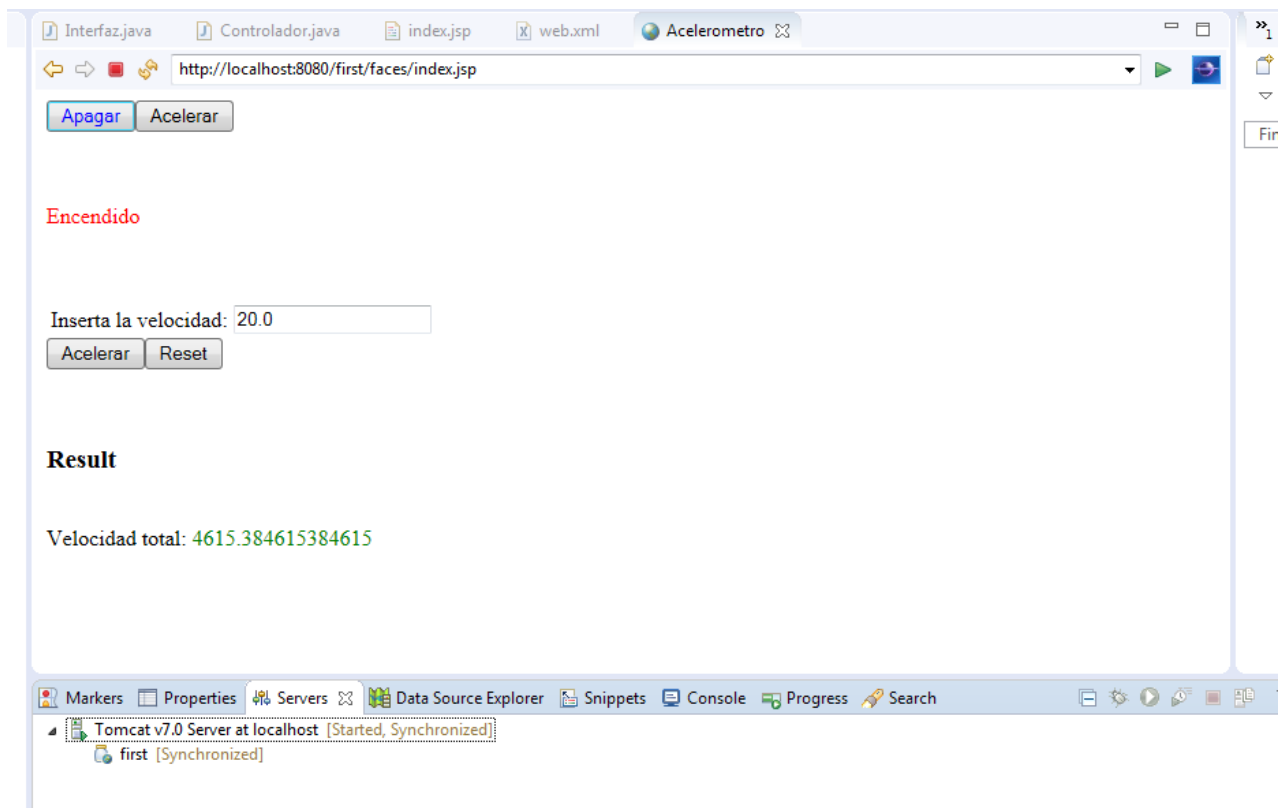 Interfaz.java Controlador.java index.jsp web.xml Acelerometro
1
http://localhost:8080/first/faces/index.jsp
Apagar Acelerar
Fin
Encendido
Inserta la velocidad: 20.0
Acelerar Reset
Result
Velocidad total: 4615.384615384615
Markers Properties Servers Data Source Explorer Snippets Console Progress Search
Tomcat v7.0 Server at localhost [Started, Synchronized]
first [Synchronized]